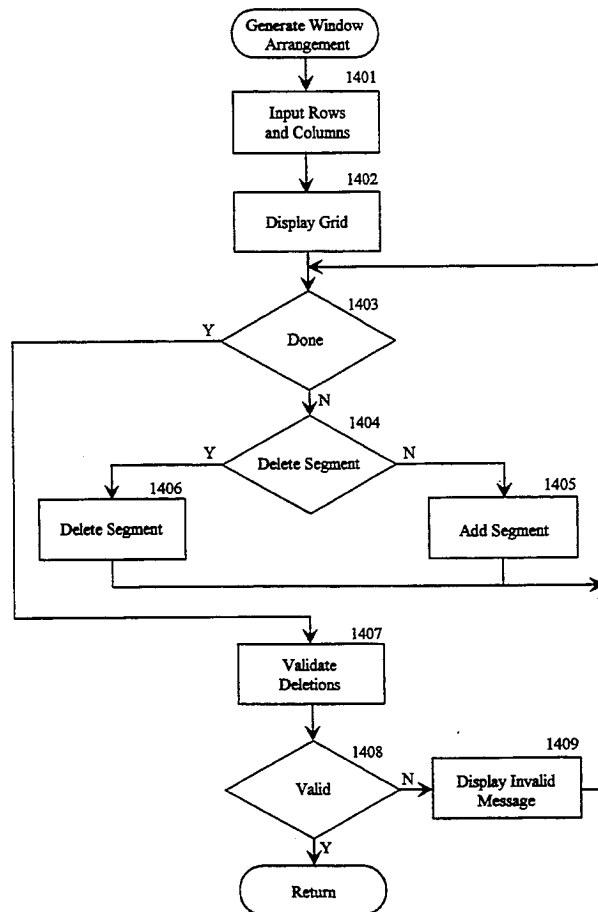 Generate Window
Arrangement
1401
Input Rows
and Columns
1402
Display Grid
1403
Y
Done
N
1404
Y
Delete Segment
N
1406
Delete Segment
1405
Add Segment
1407
Validate
Deletions
1408
Valid
N
1409
Display Invalid
Message
Y
Return